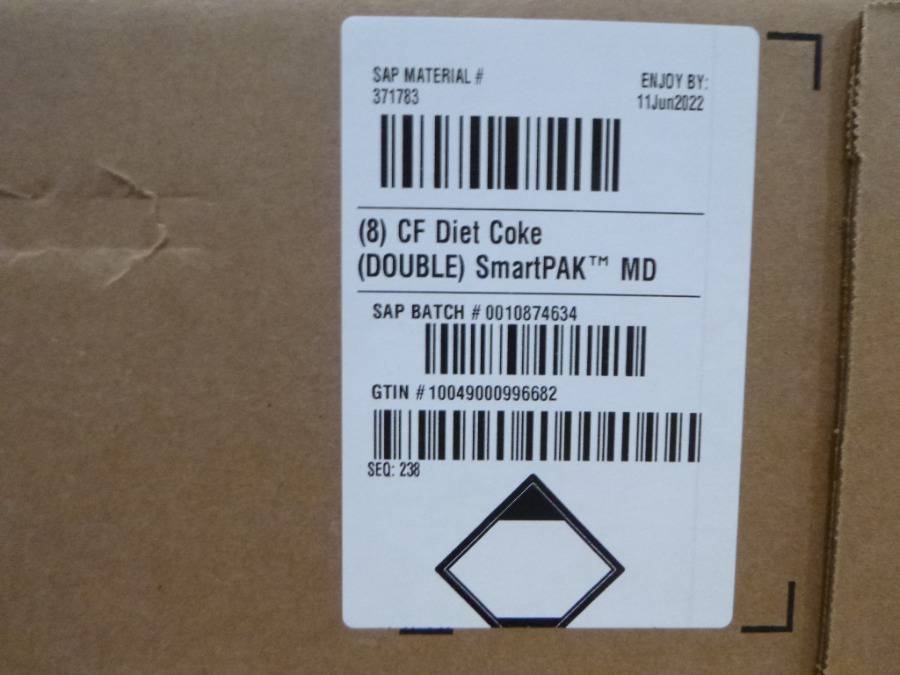 SAP MATERIAL #
371783
ENJOY BY:
11Jun2022
(8) CF Diet Coke
(DOUBLE) SmartPAK™ MD
SAP BATCH # 0010874634
GTIN # 10049000996682
SEQ: 238